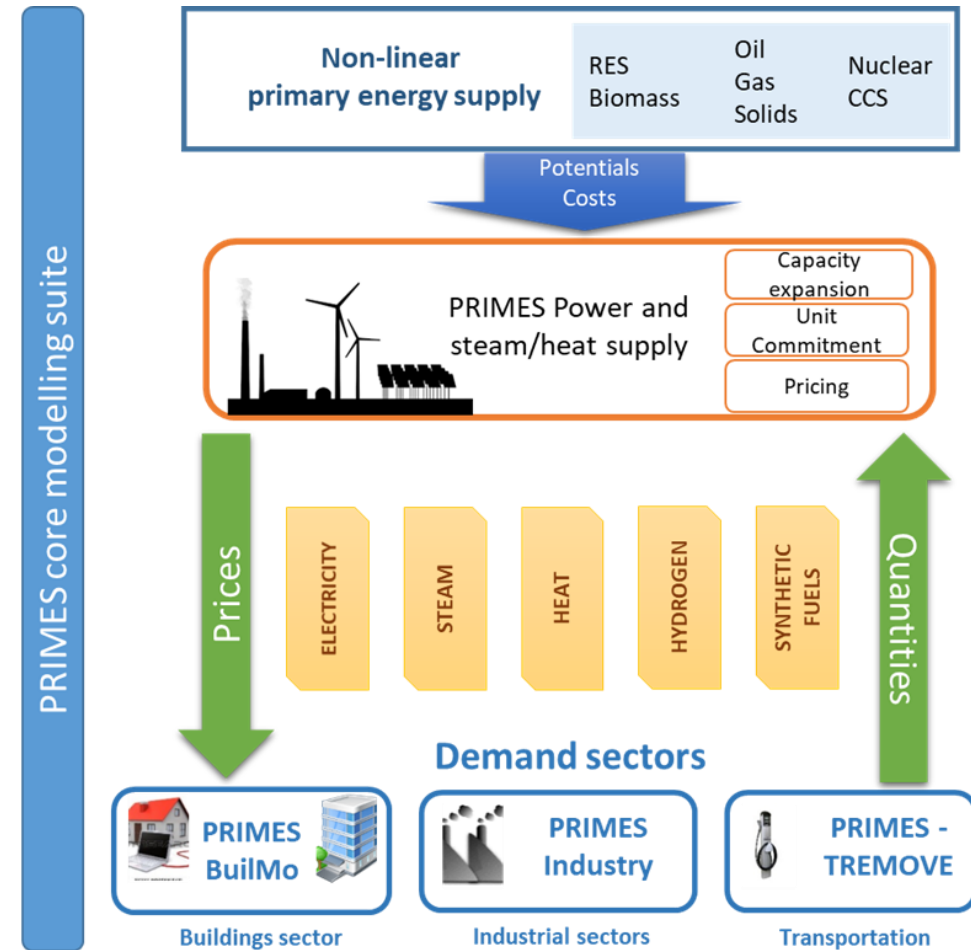 PRIMES core modelling suite
Non-linear
primary energy supply
RES
Biomass
Oil
Gas
Solids
Nuclear
CCS
Potentials
Costs
PRIMES Power and
steam/heat supply
Capacity
expansion
Unit
Commitment
Pricing
Prices
ELECTRICITY
STEAM
HEAT
HYDROGEN
SYNTHETIC
FUELS
Quantities
Demand sectors
PRIMES
BuilMo
PRIMES
Industry
PRIMES -
TREMOVE
Buildings sector
Industrial sectors
Transportation